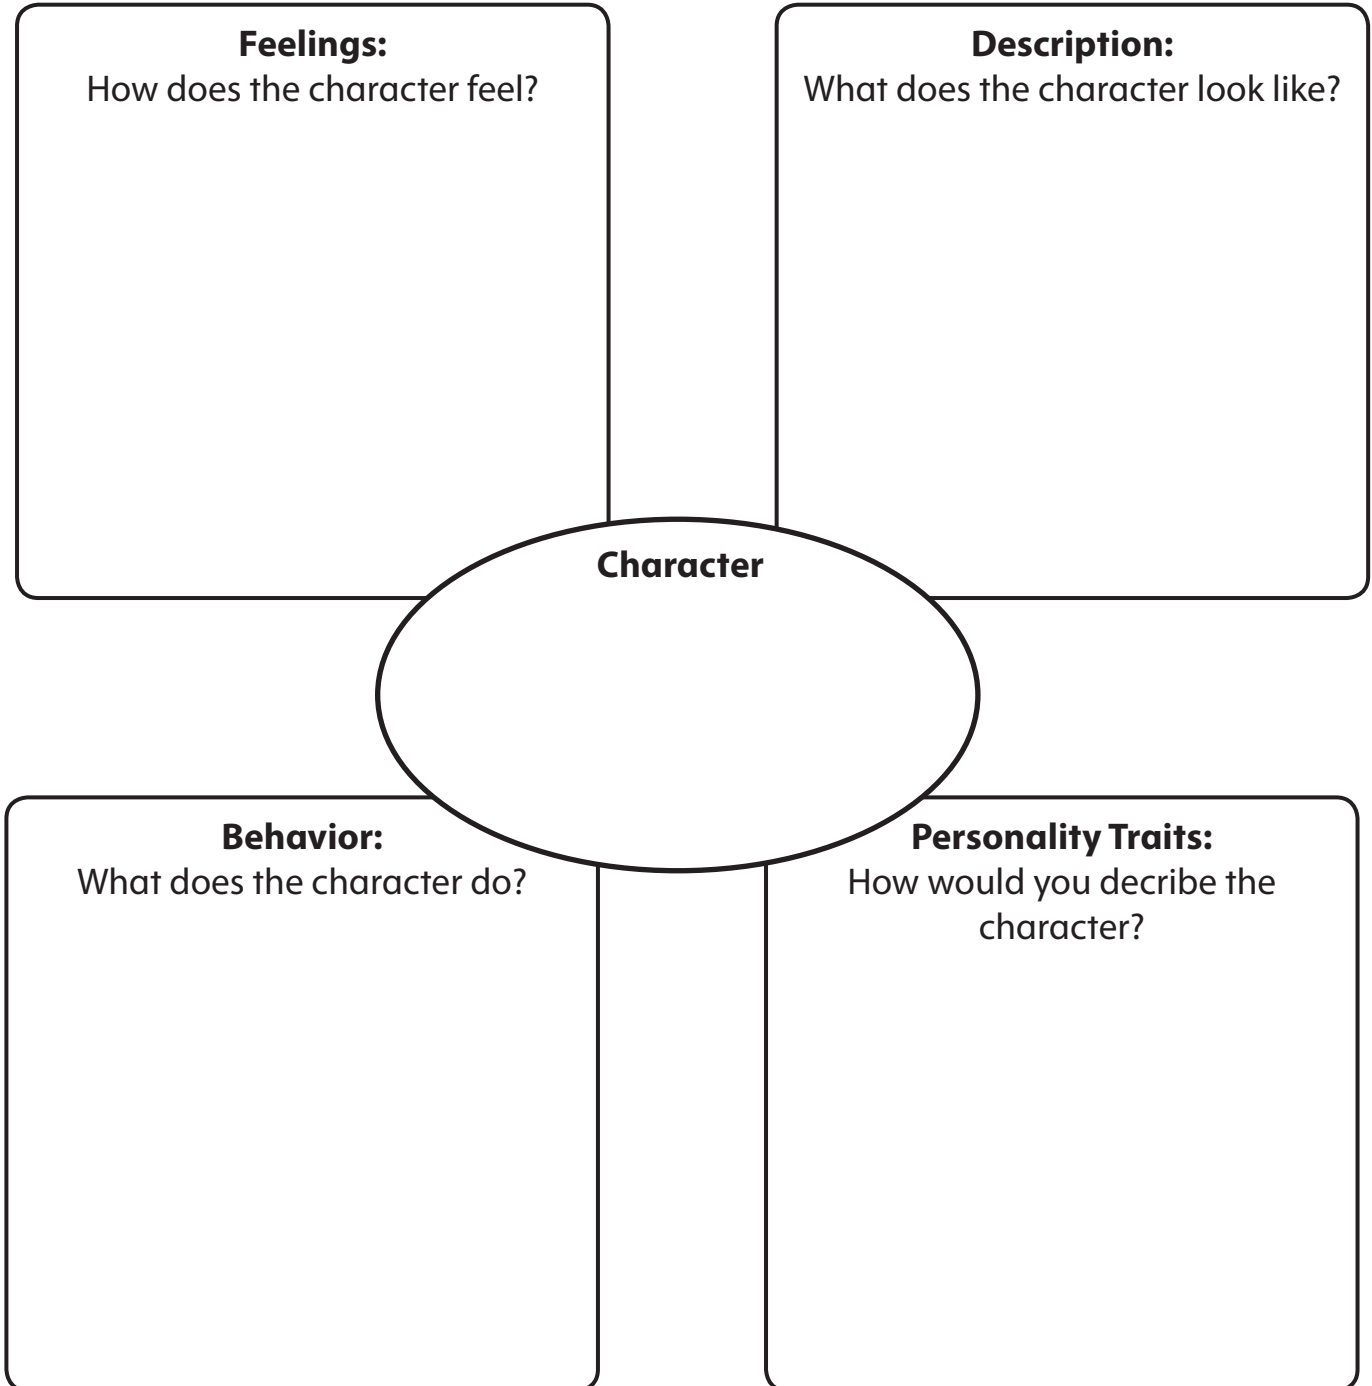 Feelings:
How does the character feel?
Description:
What does the character look like?
Character
Behavior:
What does the character do?
Personality Traits:
How would you decribe the
character?